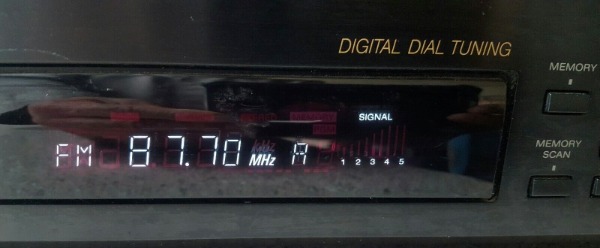 DIGITAL DIAL TUNING
MEMORY
SIGNAL
FM 87.70 MHz A
1 2 3 4 5
MEMORY
SCAN